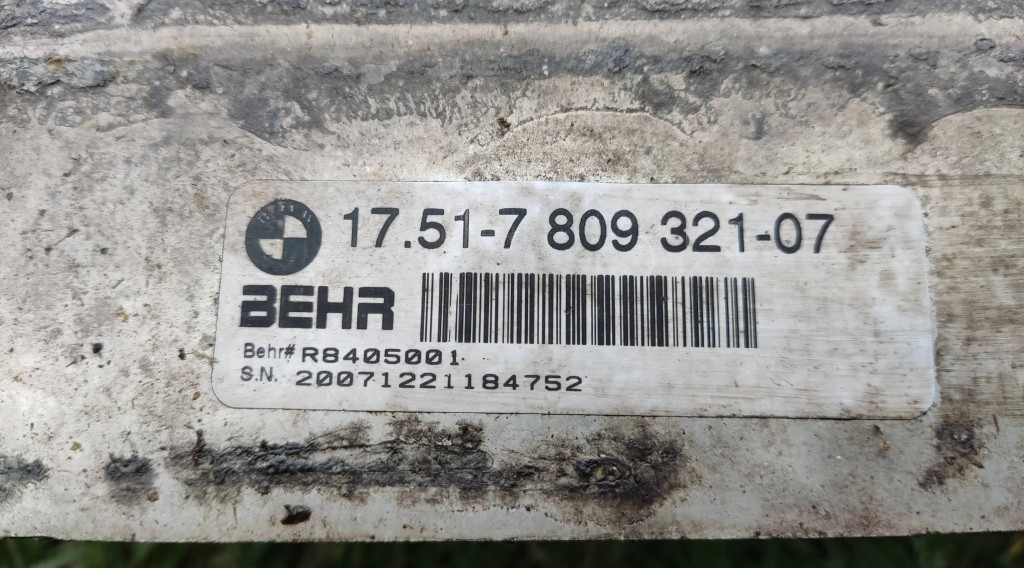 17.51-7 809 321-07
BEHR
Behr# R8405001
S.N. 20071221184752